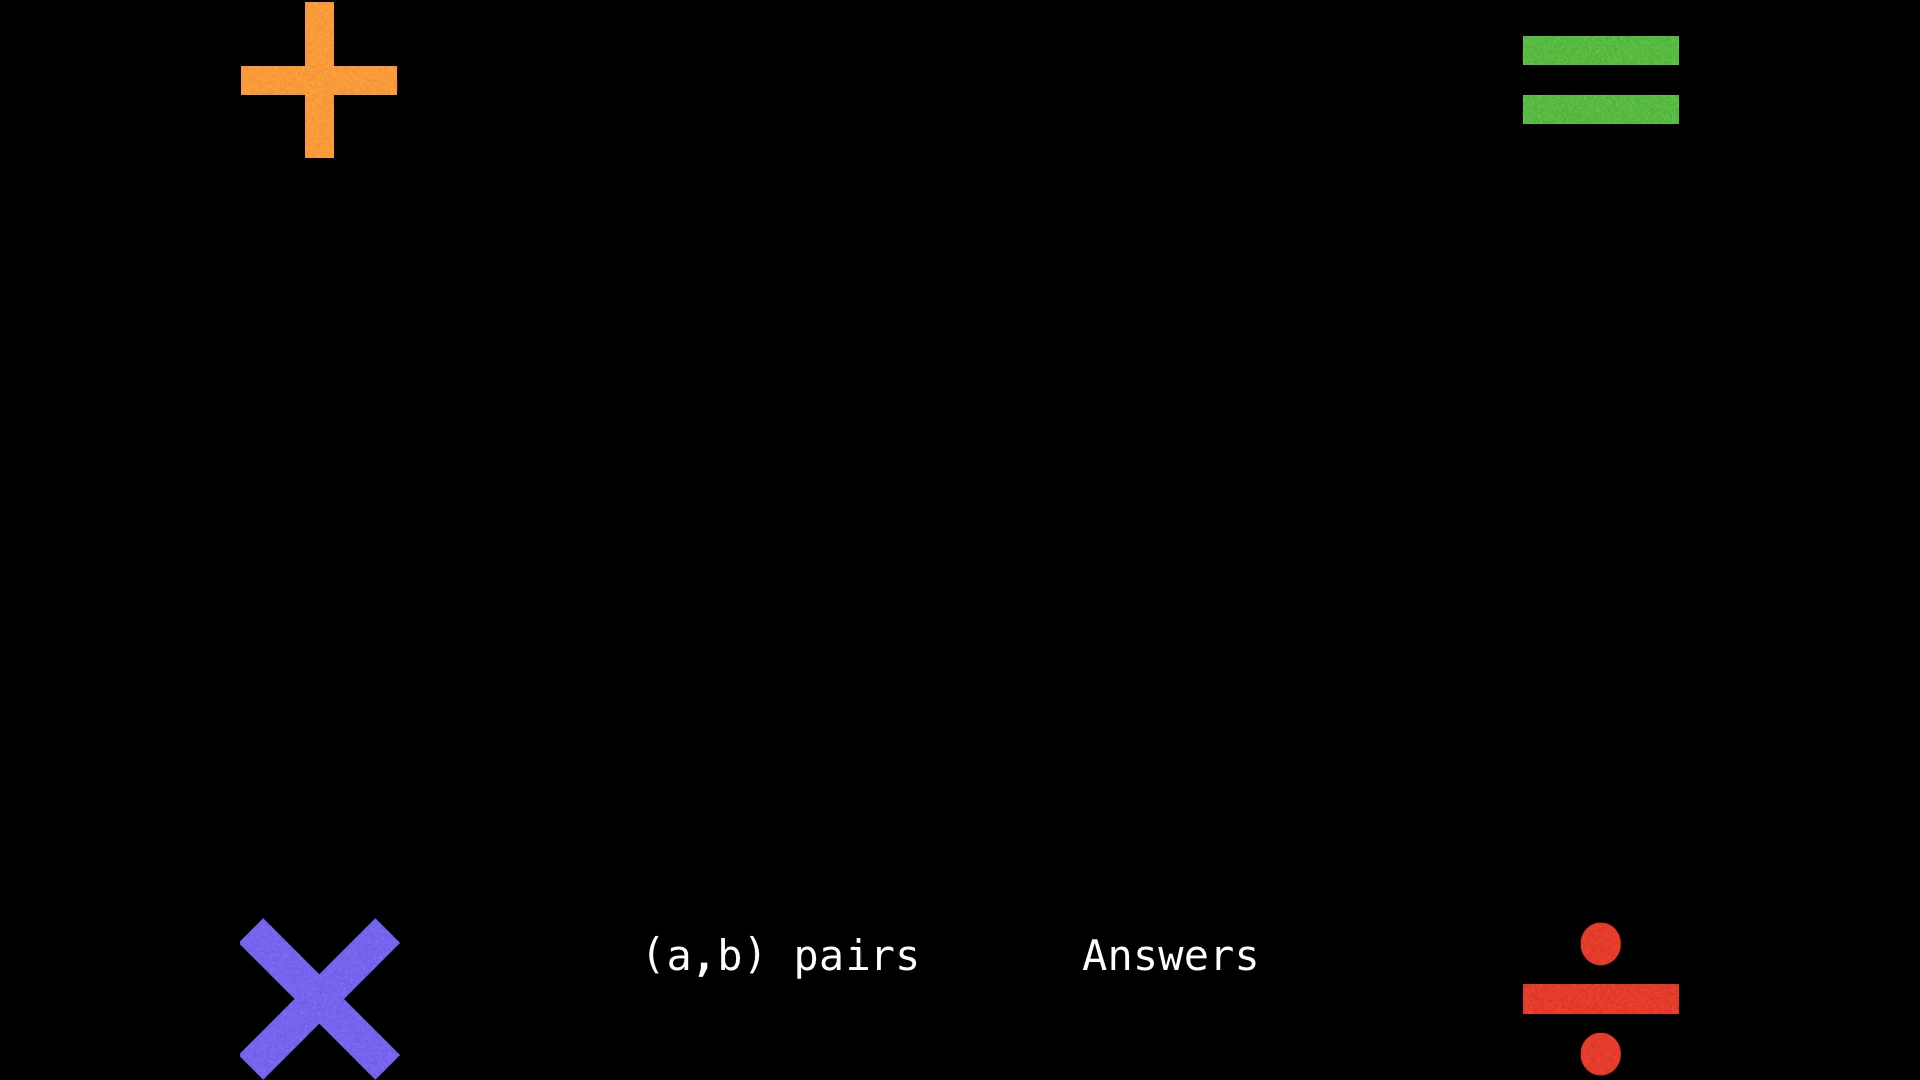 + =
(a,b) pairs Answers
× ÷